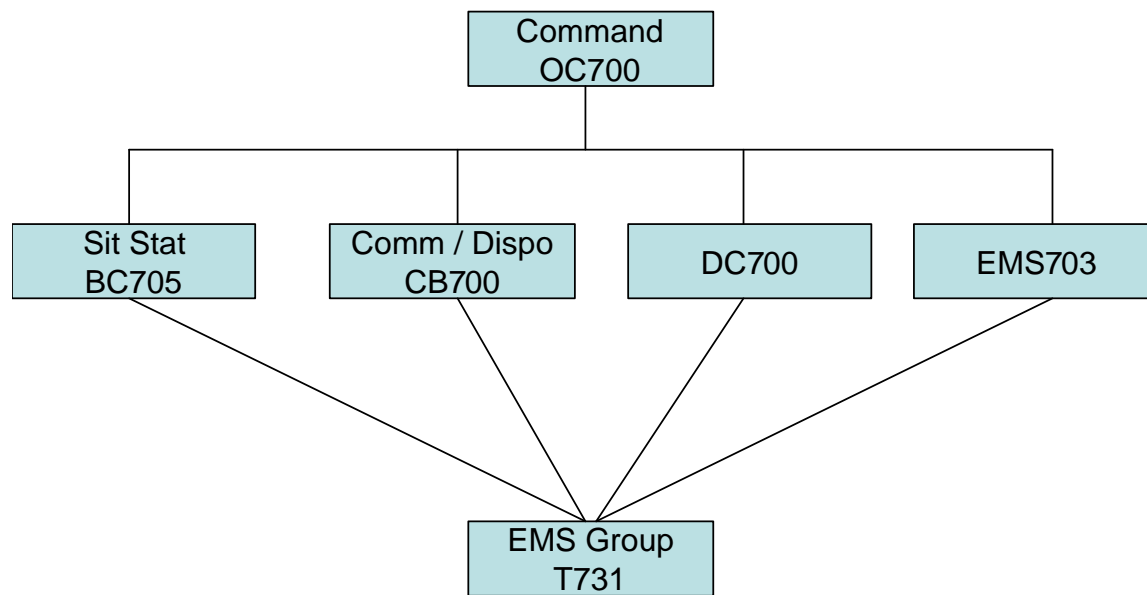 Command
OC700
Sit Stat
BC705
Comm / Dispo
CB700
DC700
EMS703
EMS Group
T731